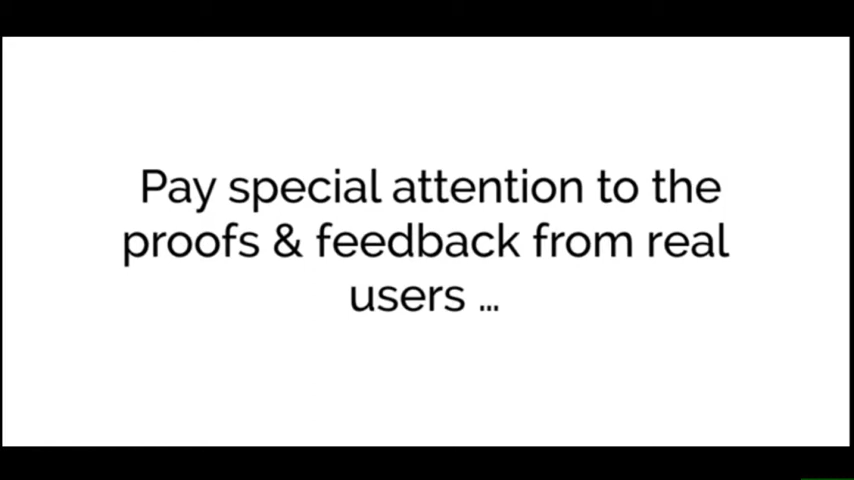 Pay special attention to the
proofs & feedback from real
users ...